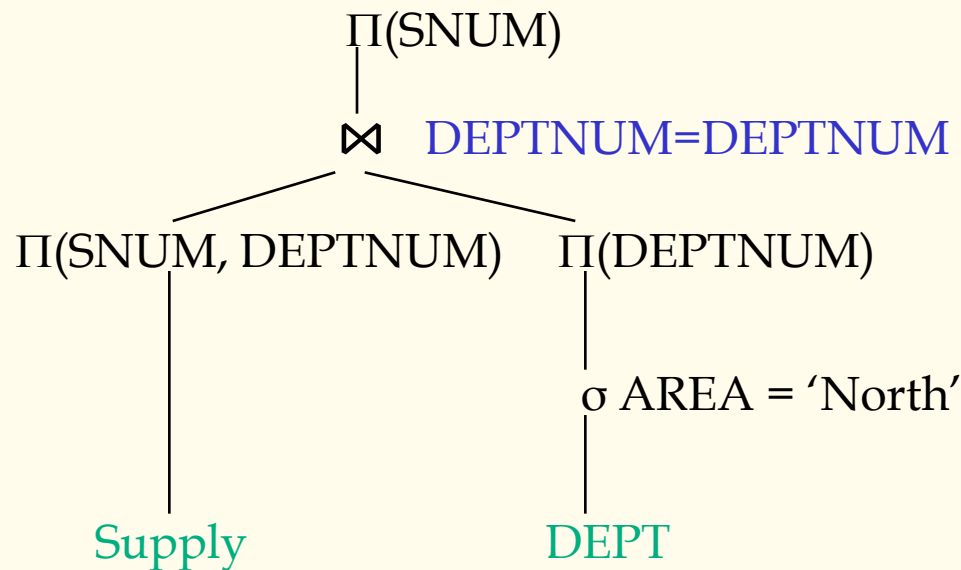 Π(SNUM)
⋈ DEPTNUM=DEPTNUM
Π(SNUM, DEPTNUM) Π(DEPTNUM)
σ AREA = ‘North’
Supply DEPT